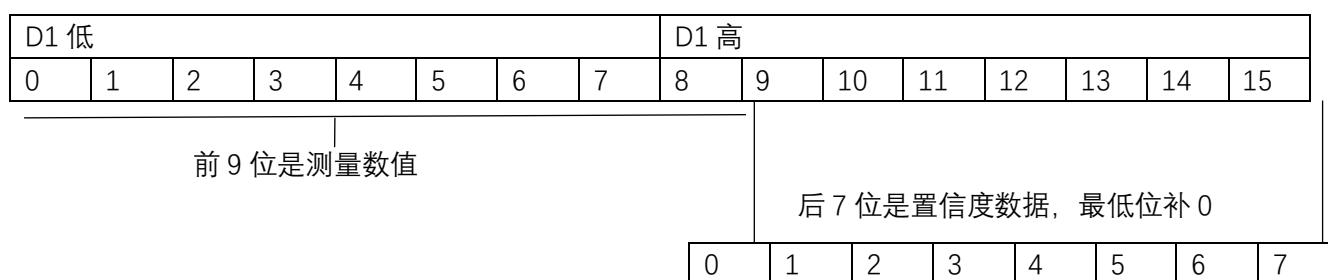 D1 低 D1 高
0 1 2 3 4 5 6 7 8 9 10 11 12 13 14 15
前 9 位是测量数值
后 7 位是置信度数据，最低位补 0
0 1 2 3 4 5 6 7